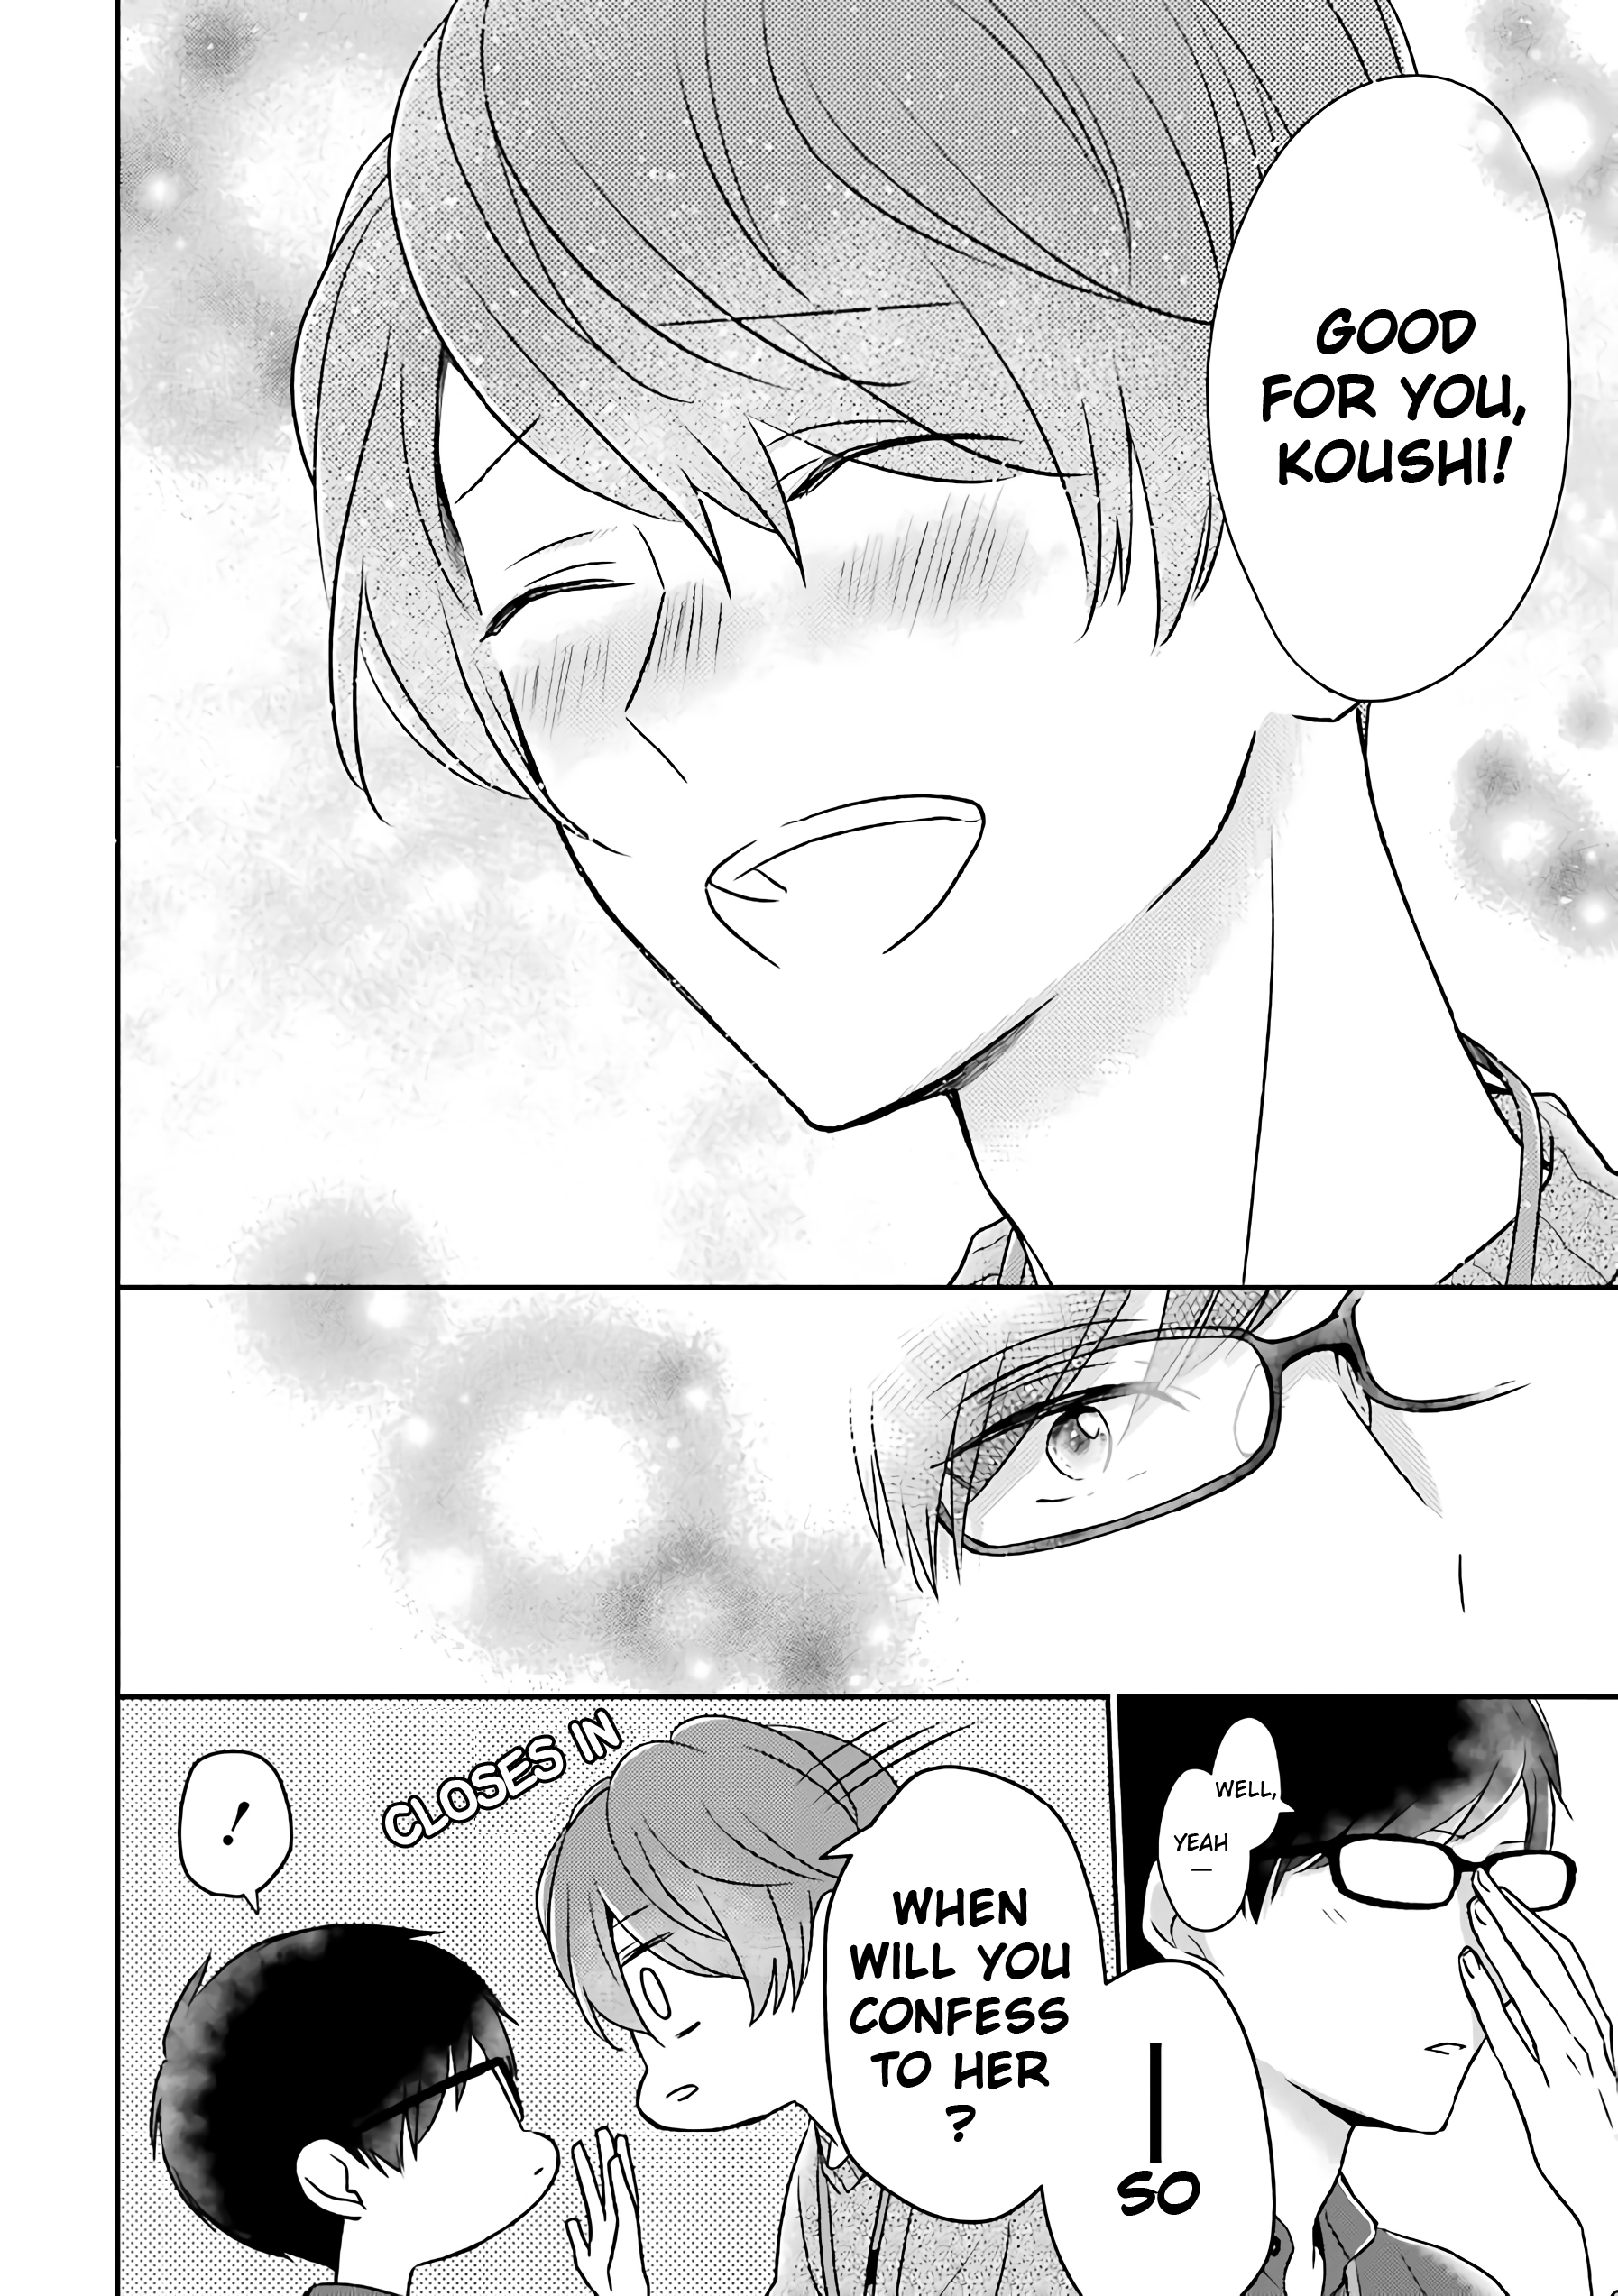 GOOD
FOR YOU,
KOUSHI!
WELL,
YEAH
—
— SO
WHEN
WILL YOU
CONFESS
TO HER
?
CLOSES IN
!